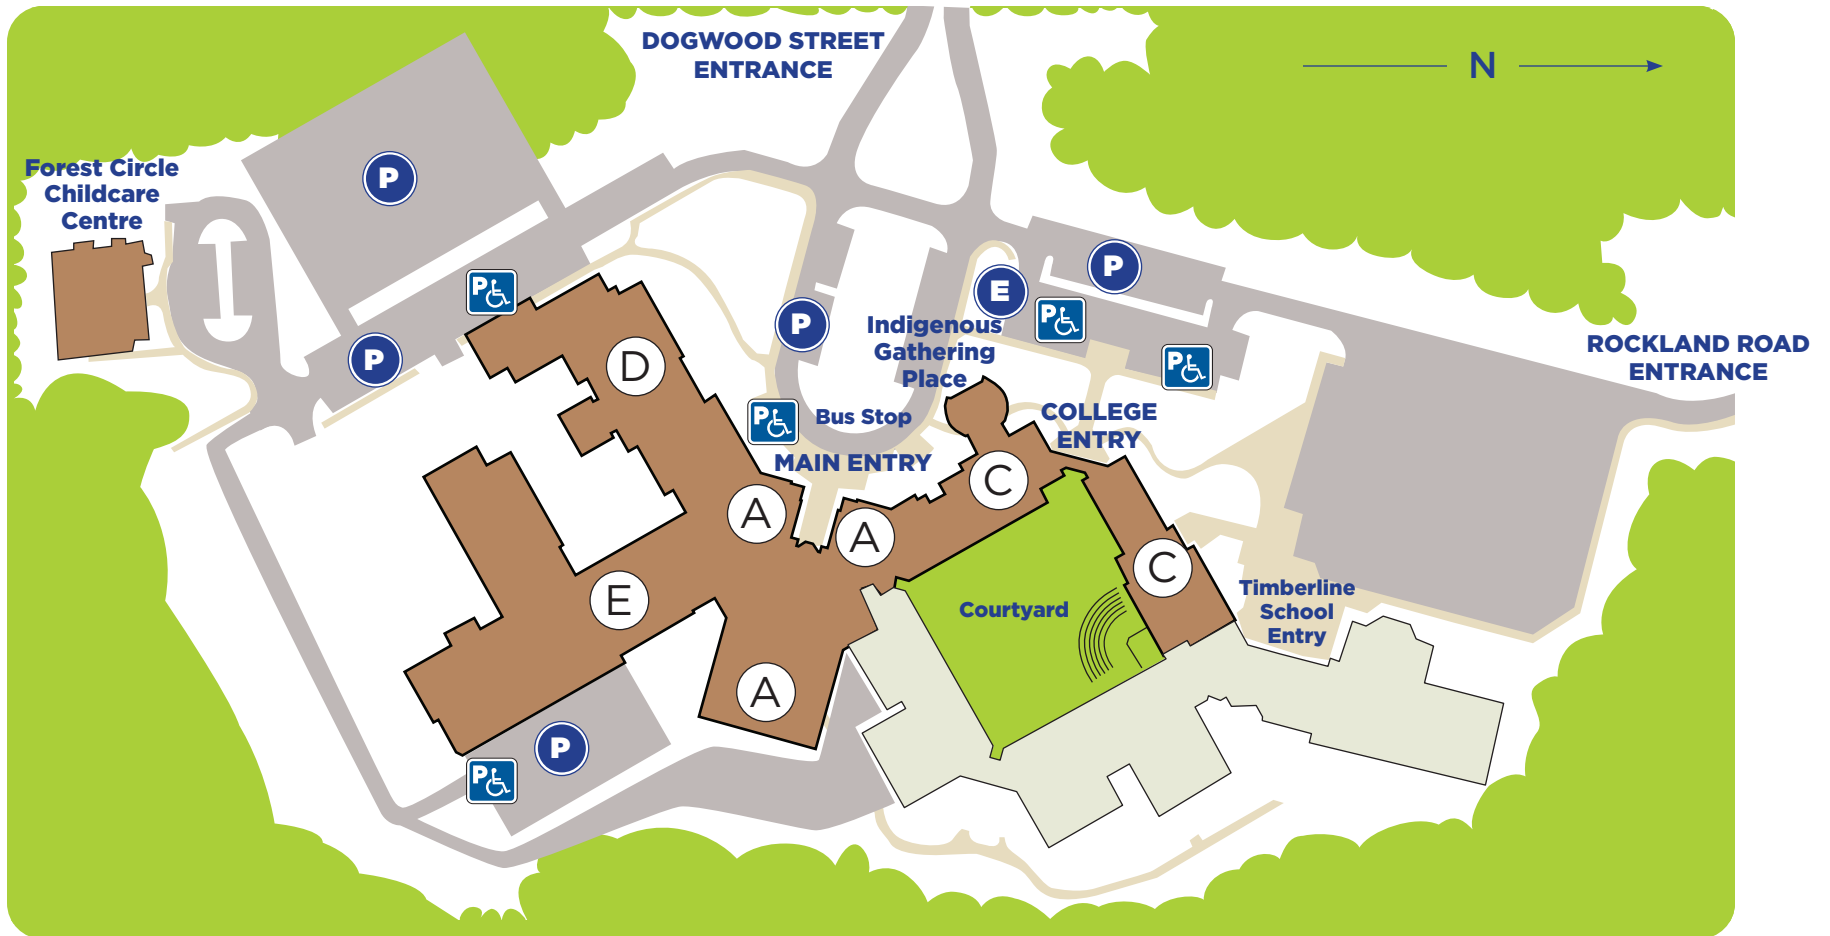 DOGWOOD STREET
ENTRANCE
N
Forest Circle
Childcare
Centre
P
P
E
P
P
P
P
P
Indigenous
Gathering
Place
ROCKLAND ROAD
ENTRANCE
P
P
D
P
Bus Stop
COLLEGE
ENTRY
MAIN ENTRY
C
A
A
C
E
Courtyard
Timberline
School
Entry
A
P
P